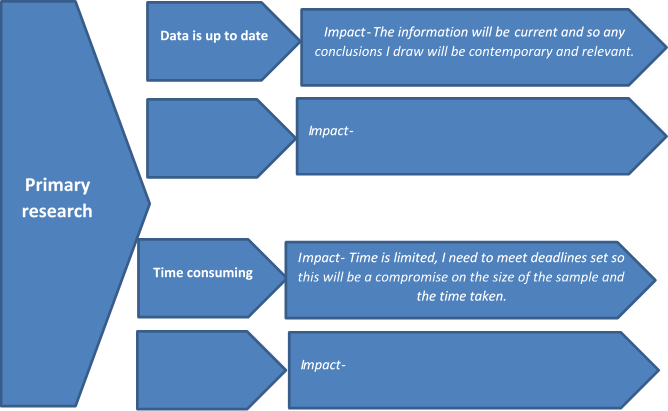 Primary
research
Data is up to date
Impact- The information will be current and so any
conclusions I draw will be contemporary and relevant.
Impact-
Time consuming
Impact- Time is limited, I need to meet deadlines set so
this will be a compromise on the size of the sample and
the time taken.
Impact-